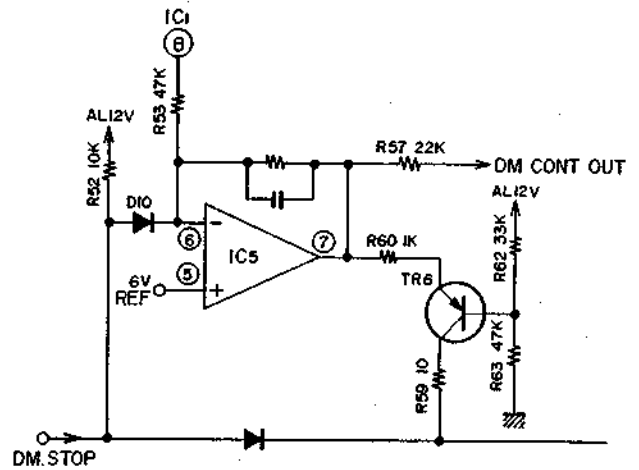 IC1
8
R53 47K
AL12V
R52 10K
D10
R57 22K
DM CONT OUT
AL12V
6
-
IC5
7
R60 1K
R62 33K
5
+
6V
REF
TR6
R63 47K
R59 10
DM.STOP